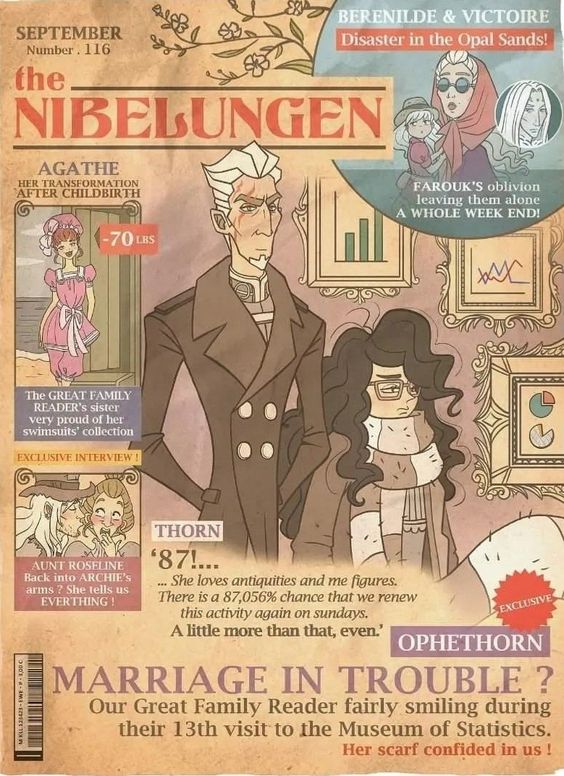 SEPTEMBER
Number . 116
the
NIBELUNGEN
BERENILDE & VICTOIRE
Disaster in the Opal Sands!
FAROUK'S oblivion
leaving them alone
A WHOLE WEEK END!
AGATHE
HER TRANSFORMATION
AFTER CHILDBIRTH
-70 LBS
The GREAT FAMILY
READER's sister
very proud of her
swimsuits' collection
EXCLUSIVE INTERVIEW !
AUNT ROSELINE
Back into ARCHIE's
arms ? She tells us
EVERTHING !
THORN
'87!....
... She loves antiquities and me figures.
There is a 87,056% chance that we renew
this activity again on sundays.
A little more than that, even.'
EXCLUSIVE
OPHETHORN
MARRIAGE IN TROUBLE ?
Our Great Family Reader fairly smiling during
their 13th visit to the Museum of Statistics.
Her scarf confided in us !